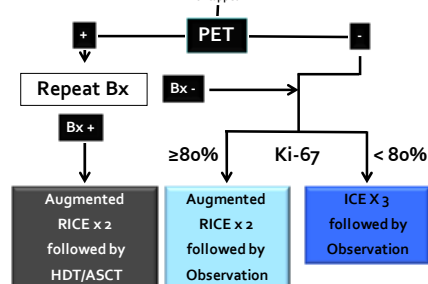 +
PET
-
Repeat Bx
Bx -
Bx +
≥80%
Ki-67
< 80%
Augmented
RICE x 2
followed by
HDT/ASCT
Augmented
RICE x 2
followed by
Observation
ICE X 3
followed by
Observation